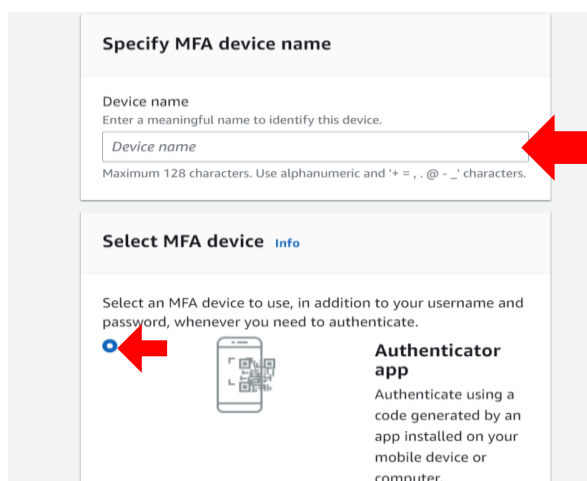 Specify MFA device name
Device name
Enter a meaningful name to identify this device.
Device name
Maximum 128 characters. Use alphanumeric and '+ = , . @ - _' characters.
Select MFA device Info
Select an MFA device to use, in addition to your username and
password, whenever you need to authenticate.
Authenticator
app
Authenticate using a
code generated by an
app installed on your
mobile device or
computer.